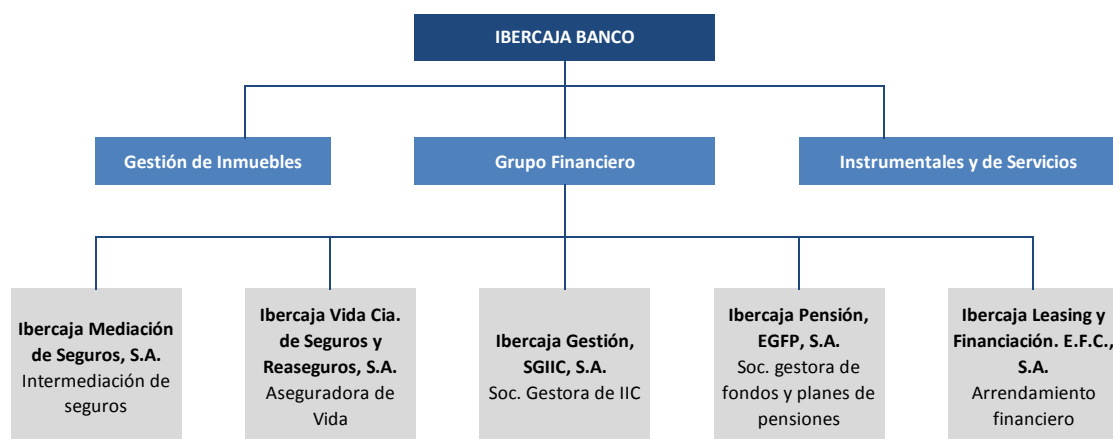 IBERCAJA BANCO
Gestión de Inmuebles
Grupo Financiero
Instrumentales y de Servicios
Ibercaja Mediación
de Seguros, S.A.
Intermediación de
seguros
Ibercaja Vida Cia.
de Seguros y
Reaseguros, S.A.
Aseguradora de
Vida
Ibercaja Gestión,
SGIIC, S.A.
Soc. Gestora de IIC
Ibercaja Pensión,
EGFP, S.A.
Soc. gestora de
fondos y planes de
pensiones
Ibercaja Leasing y
Financiación. E.F.C.,
S.A.
Arrendamiento
financiero